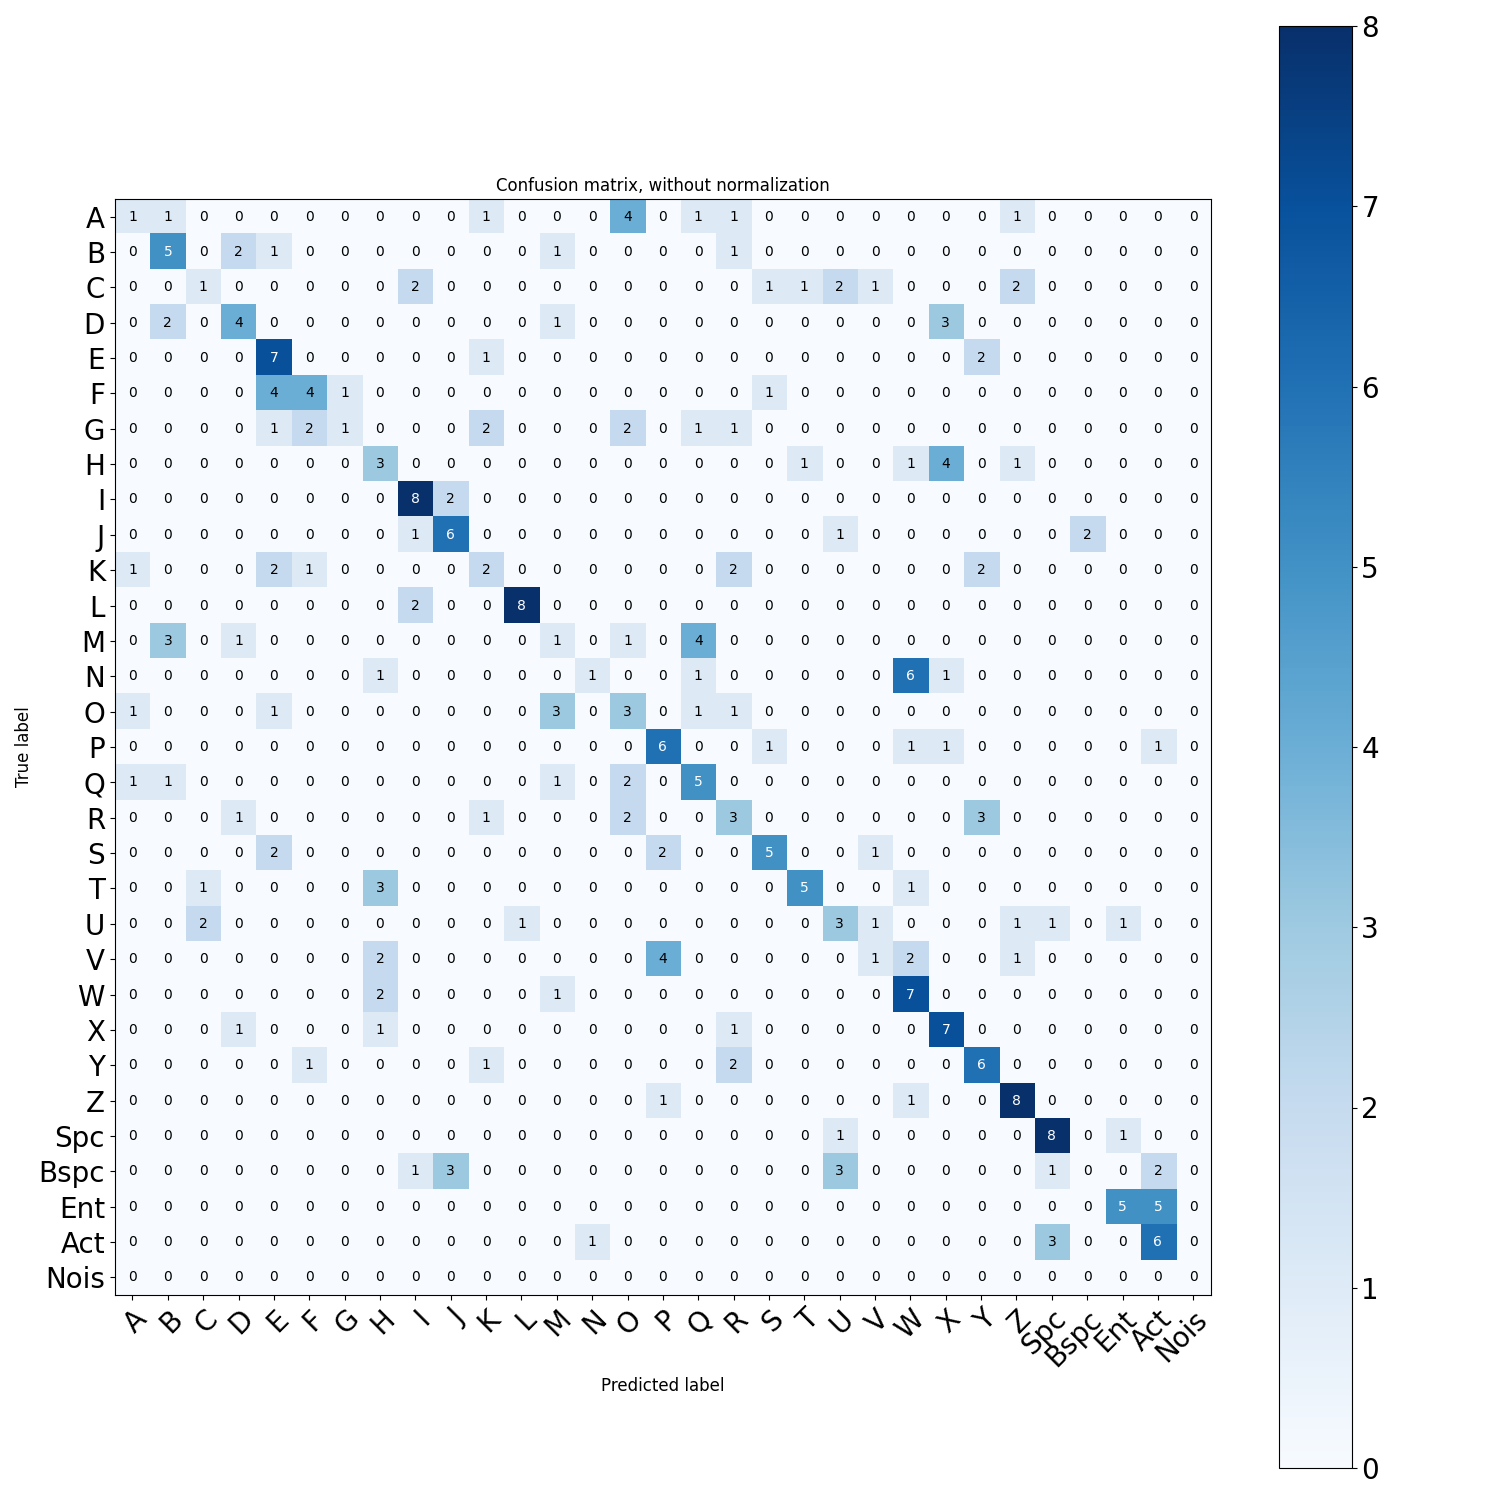 Confusion matrix, without normalization
A 1 1 0 0 0 0 0 0 0 0 1 0 0 0 4 0 1 1 0 0 0 0 0 0 0 1 0 0 0 0 0
B 0 5 0 2 1 0 0 0 0 0 0 0 1 0 0 0 0 1 0 0 0 0 0 0 0 0 0 0 0 0 0
C 0 0 1 0 0 0 0 0 2 0 0 0 0 0 0 0 0 0 1 1 2 1 0 0 0 2 0 0 0 0 0
D 0 2 0 4 0 0 0 0 0 0 0 0 1 0 0 0 0 0 0 0 0 0 0 3 0 0 0 0 0 0 0
E 0 0 0 0 7 0 0 0 0 0 1 0 0 0 0 0 0 0 0 0 0 0 0 0 2 0 0 0 0 0 0
F 0 0 0 0 4 4 1 0 0 0 0 0 0 0 0 0 0 0 1 0 0 0 0 0 0 0 0 0 0 0 0
G 0 0 0 0 1 2 1 0 0 0 2 0 0 0 2 0 1 1 0 0 0 0 0 0 0 0 0 0 0 0 0
H 0 0 0 0 0 0 0 3 0 0 0 0 0 0 0 0 0 0 0 1 0 0 1 4 0 1 0 0 0 0 0
I 0 0 0 0 0 0 0 0 8 2 0 0 0 0 0 0 0 0 0 0 0 0 0 0 0 0 0 0 0 0 0
J 0 0 0 0 0 0 0 0 1 6 0 0 0 0 0 0 0 0 0 0 1 0 0 0 0 0 0 2 0 0 0
K 1 0 0 0 2 1 0 0 0 0 2 0 0 0 0 0 0 2 0 0 0 0 0 0 2 0 0 0 0 0 0
L 0 0 0 0 0 0 0 0 2 0 0 8 0 0 0 0 0 0 0 0 0 0 0 0 0 0 0 0 0 0 0
M 0 3 0 1 0 0 0 0 0 0 0 0 1 0 1 0 4 0 0 0 0 0 0 0 0 0 0 0 0 0 0
N 0 0 0 0 0 0 0 1 0 0 0 0 0 1 0 0 1 0 0 0 0 0 6 1 0 0 0 0 0 0 0
O 1 0 0 0 1 0 0 0 0 0 0 0 3 0 3 0 1 1 0 0 0 0 0 0 0 0 0 0 0 0 0
P 0 0 0 0 0 0 0 0 0 0 0 0 0 0 0 6 0 0 1 0 0 0 1 1 0 0 0 0 0 1 0
Q 1 1 0 0 0 0 0 0 0 0 0 0 1 0 2 0 5 0 0 0 0 0 0 0 0 0 0 0 0 0 0
R 0 0 0 1 0 0 0 0 0 0 1 0 0 0 2 0 0 3 0 0 0 0 0 0 3 0 0 0 0 0 0
S 0 0 0 0 2 0 0 0 0 0 0 0 0 0 0 2 0 0 5 0 0 1 0 0 0 0 0 0 0 0 0
T 0 0 1 0 0 0 0 3 0 0 0 0 0 0 0 0 0 0 0 5 0 0 1 0 0 0 0 0 0 0 0
U 0 0 2 0 0 0 0 0 0 0 0 1 0 0 0 0 0 0 0 0 3 1 0 0 0 1 1 0 1 0 0
V 0 0 0 0 0 0 0 2 0 0 0 0 0 0 0 4 0 0 0 0 0 1 2 0 0 1 0 0 0 0 0
W 0 0 0 0 0 0 0 2 0 0 0 0 1 0 0 0 0 0 0 0 0 0 7 0 0 0 0 0 0 0 0
X 0 0 0 1 0 0 0 1 0 0 0 0 0 0 0 0 0 1 0 0 0 0 0 7 0 0 0 0 0 0 0
Y 0 0 0 0 0 1 0 0 0 0 1 0 0 0 0 0 0 2 0 0 0 0 0 0 6 0 0 0 0 0 0
Z 0 0 0 0 0 0 0 0 0 0 0 0 0 0 0 1 0 0 0 0 0 0 1 0 0 8 0 0 0 0 0
Spc 0 0 0 0 0 0 0 0 0 0 0 0 0 0 0 0 0 0 0 0 1 0 0 0 0 0 8 0 1 0 0
Bspc 0 0 0 0 0 0 0 0 1 3 0 0 0 0 0 0 0 0 0 0 3 0 0 0 0 0 1 0 0 2 0
Ent 0 0 0 0 0 0 0 0 0 0 0 0 0 0 0 0 0 0 0 0 0 0 0 0 0 0 0 0 5 5 0
Act 0 0 0 0 0 0 0 0 0 0 0 0 0 1 0 0 0 0 0 0 0 0 0 0 0 0 3 0 0 6 0
Nois 0 0 0 0 0 0 0 0 0 0 0 0 0 0 0 0 0 0 0 0 0 0 0 0 0 0 0 0 0 0 0
A B C D E F G H I J K L M N O P Q R S T U V W X Y Z Spc Bspc Ent Act Nois
Predicted label
True label
8
7
6
5
4
3
2
1
0